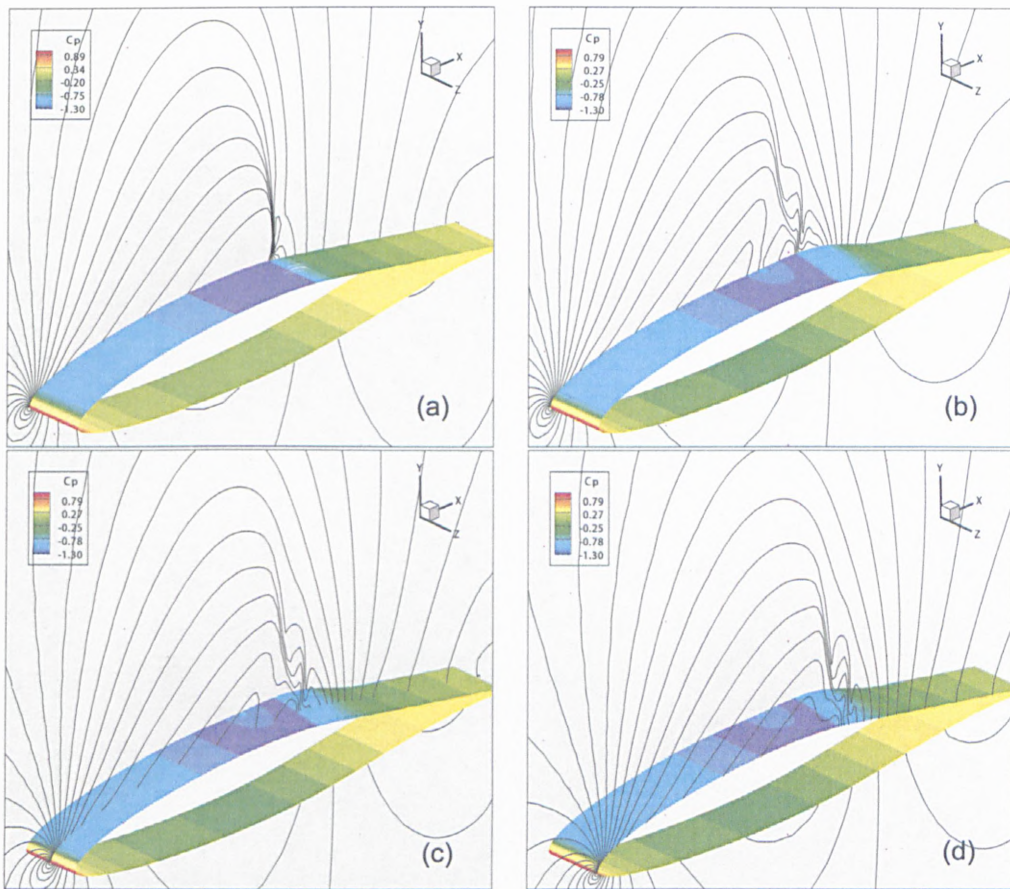 Cp
0.89
0.34
-0.20
-0.75
-1.30
Y
X
Z
(a)
Cp
0.79
0.27
-0.25
-0.78
-1.30
Y
X
Z
(b)
Cp
0.79
0.27
-0.25
-0.78
-1.30
Y
X
Z
(c)
Cp
0.79
0.27
-0.25
-0.78
-1.30
Y
X
Z
(d)